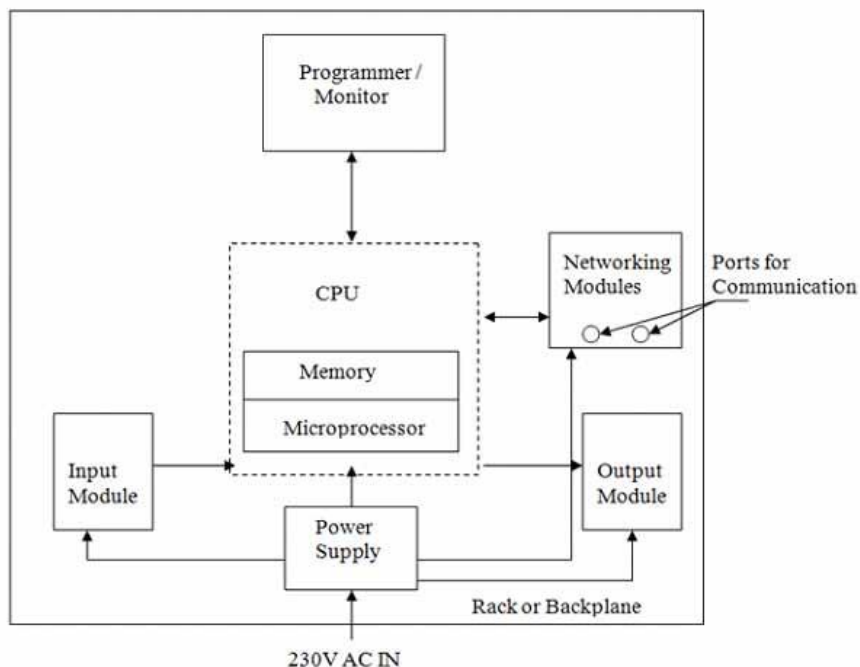 Programmer /
Monitor
CPU
Networking
Modules
Ports for
Communication
Memory
Microprocessor
Input
Module
Output
Module
Power
Supply
Rack or Backplane
230V AC IN